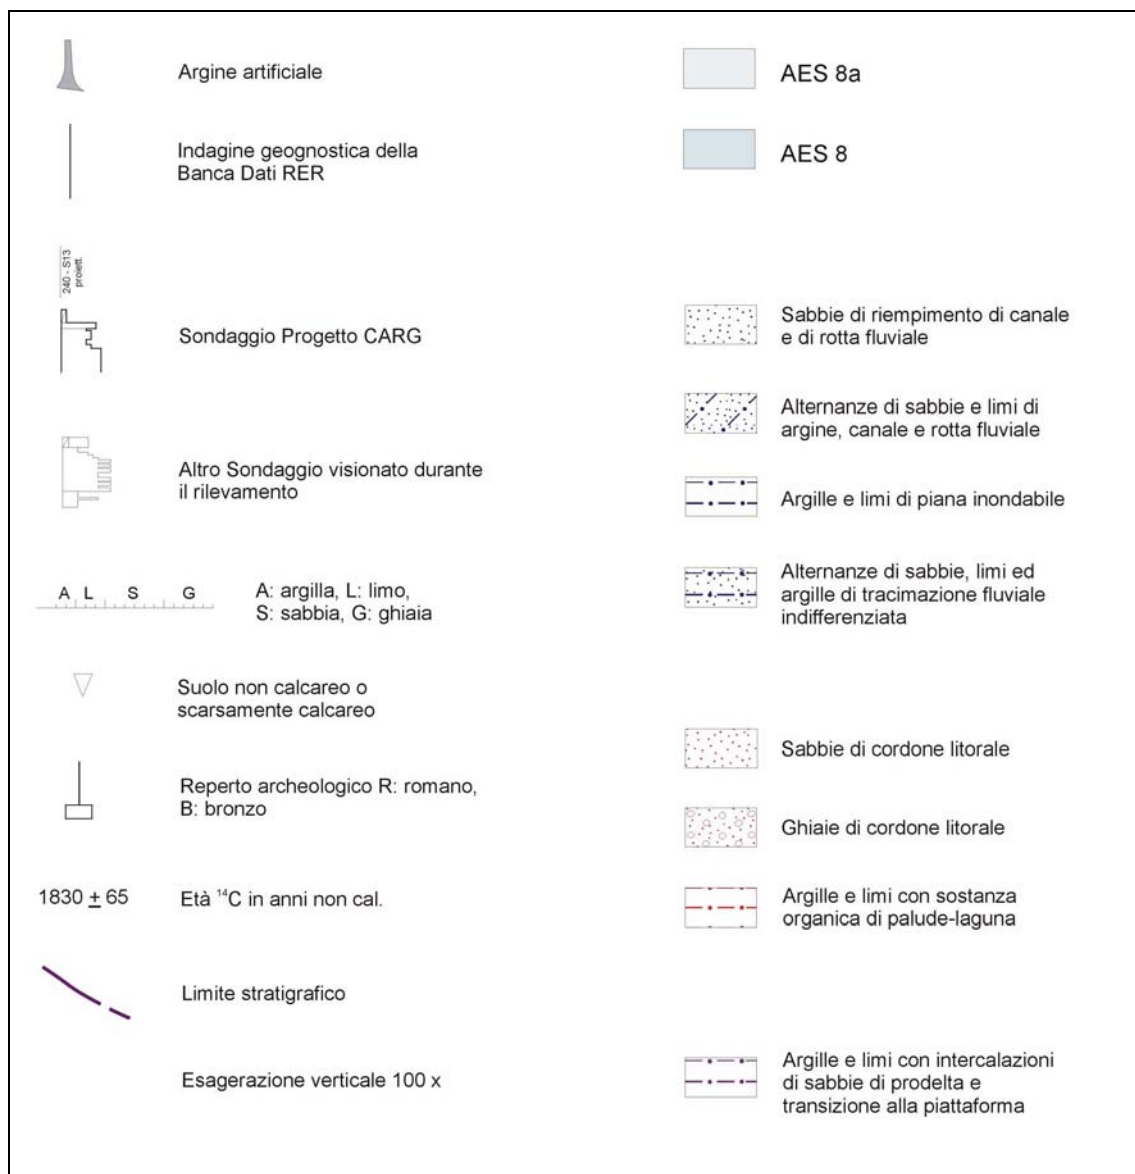 Argine artificiale
Indagine geognostica della
Banca Dati RER
240 - S13
proiett.
Sondaggio Progetto CARG
Altro Sondaggio visionato durante
il rilevamento
A L S G
A: argilla, L: limo,
S: sabbia, G: ghiaia
Suolo non calcareo o
scarsamente calcareo
Reperto archeologico R: romano,
B: bronzo
1830 ± 65
Età ¹⁴C in anni non cal.
Limite stratigrafico
Esagerazione verticale 100 x
AES 8a
AES 8
Sabbie di riempimento di canale
e di rotta fluviale
Alternanze di sabbie e limi di
argine, canale e rotta fluviale
Argille e limi di piana inondabile
Alternanze di sabbie, limi ed
argille di tracimazione fluviale
indifferenziata
Sabbie di cordone litorale
Ghiaie di cordone litorale
Argille e limi con sostanza
organica di palude-laguna
Argille e limi con intercalazioni
di sabbie di prodelta e
transizione alla piattaforma